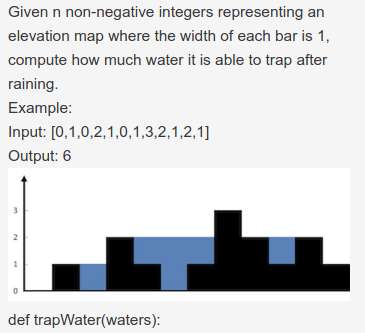 Given n non-negative integers representing an
elevation map where the width of each bar is 1,
compute how much water it is able to trap after
raining.
Example:
Input: [0,1,0,2,1,0,1,3,2,1,2,1]
Output: 6
3
2
1
0
def trapWater(waters):